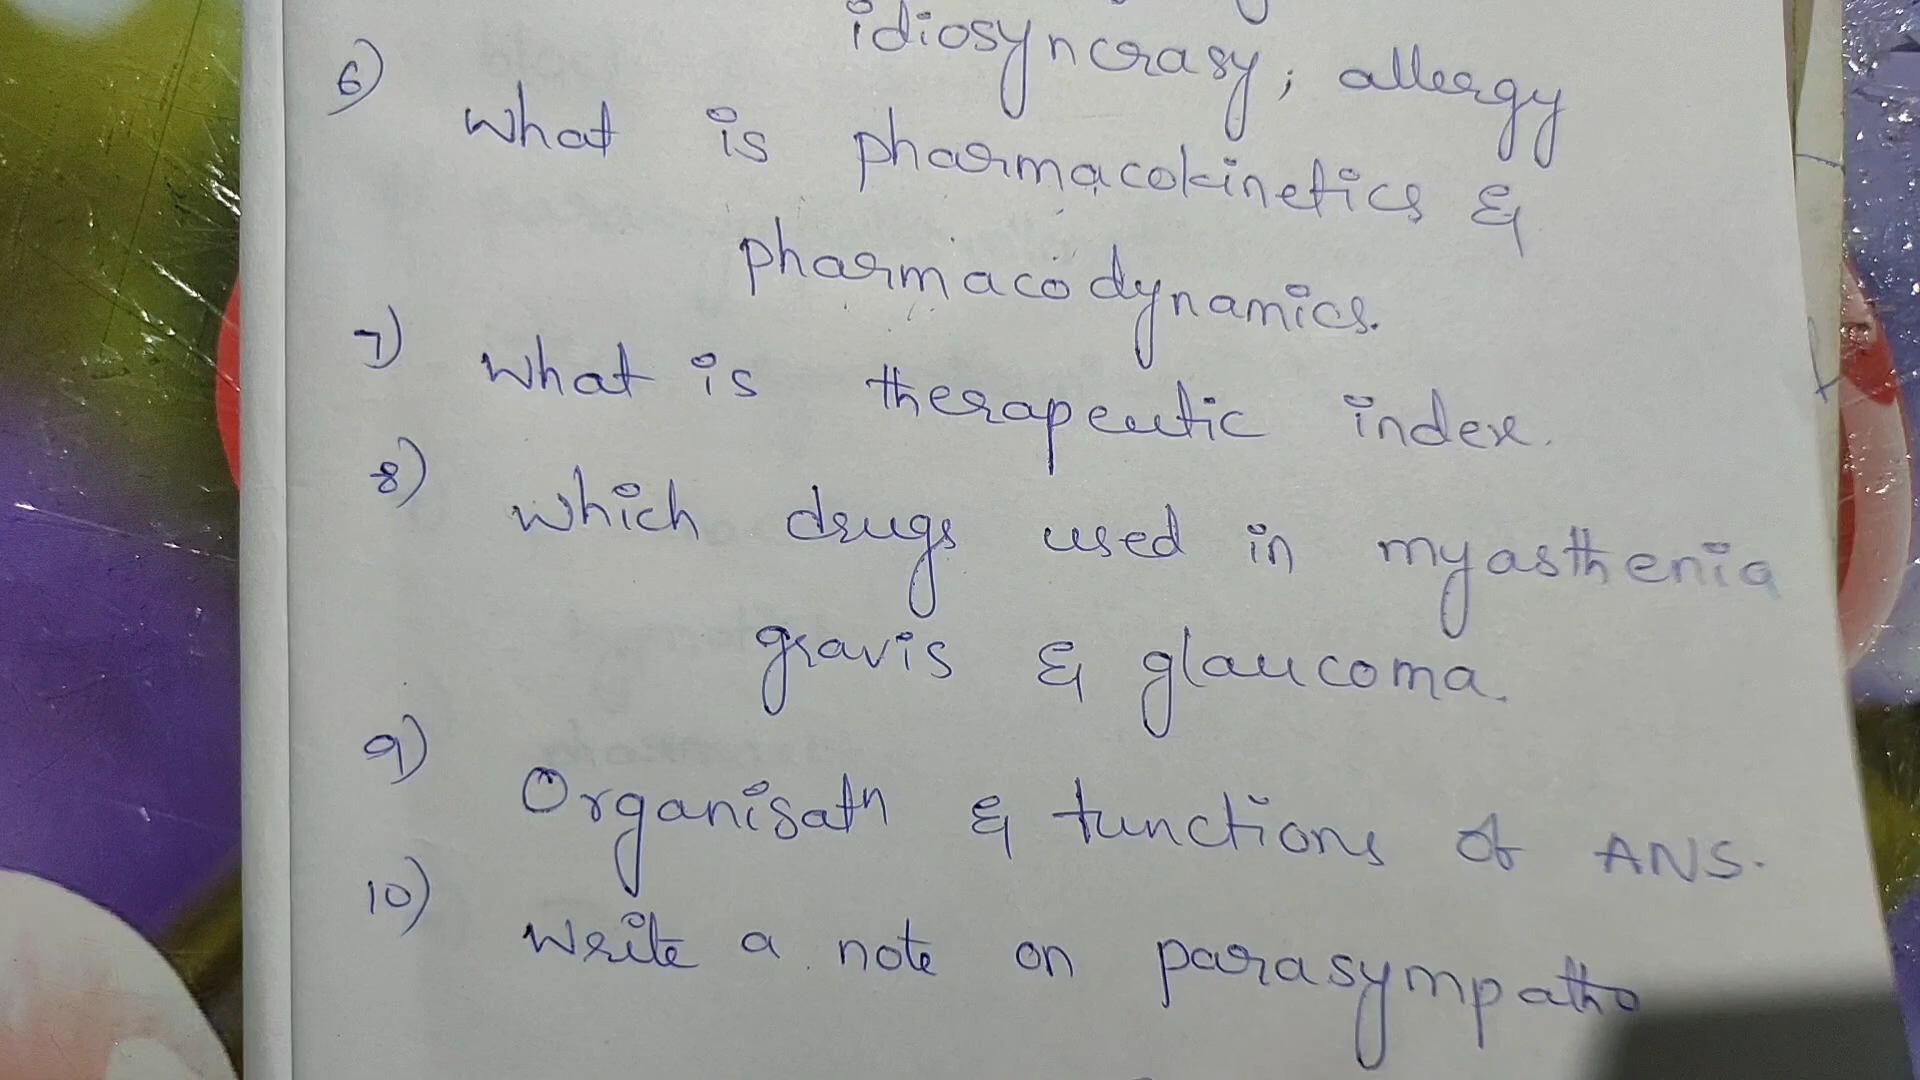 idiosyncrasy, allergy
6) What is pharmacokinetics &
pharmacodynamics.
7) What is therapeutic index.
8) Which drugs used in myasthenia
gravis & glaucoma.
9) Organisatn & functions of ANS.
10) Write a note on parasympatho